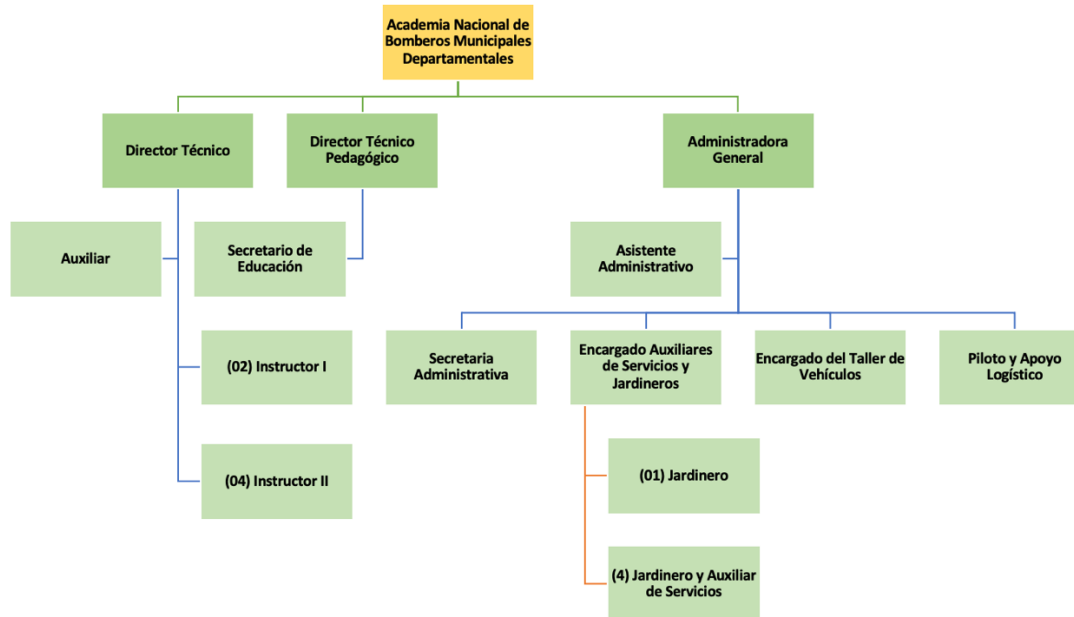 Academia Nacional de
Bomberos Municipales
Departamentales
Director Técnico
Director Técnico
Pedagógico
Administradora
General
Auxiliar
Secretario de
Educación
Asistente
Administrativo
(02) Instructor I
Secretaria
Administrativa
Encargado Auxiliares
de Servicios y
Jardineros
Encargado del Taller de
Vehículos
Piloto y Apoyo
Logístico
(04) Instructor II
(01) Jardinero
(4) Jardinero y Auxiliar
de Servicios